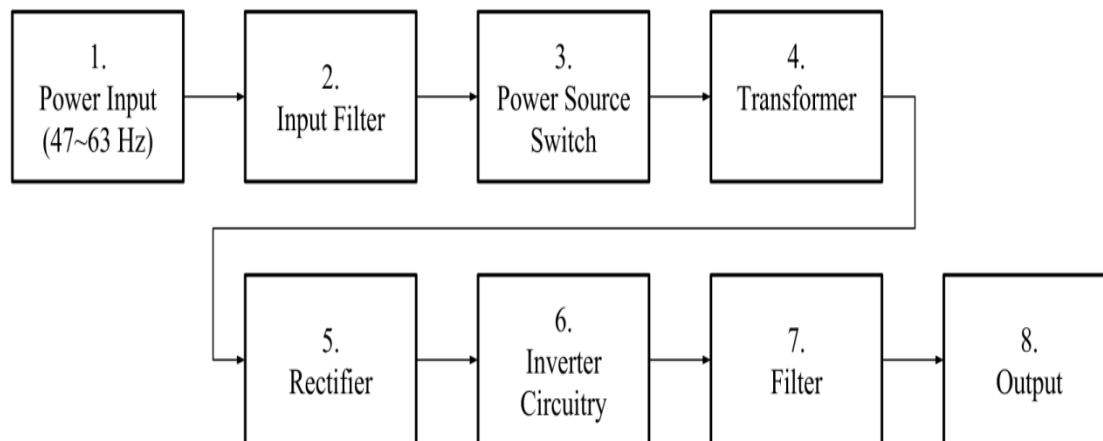 1.
Power Input
(47~63 Hz)
2.
Input Filter
3.
Power Source
Switch
4.
Transformer
5.
Rectifier
6.
Inverter
Circuitry
7.
Filter
8.
Output